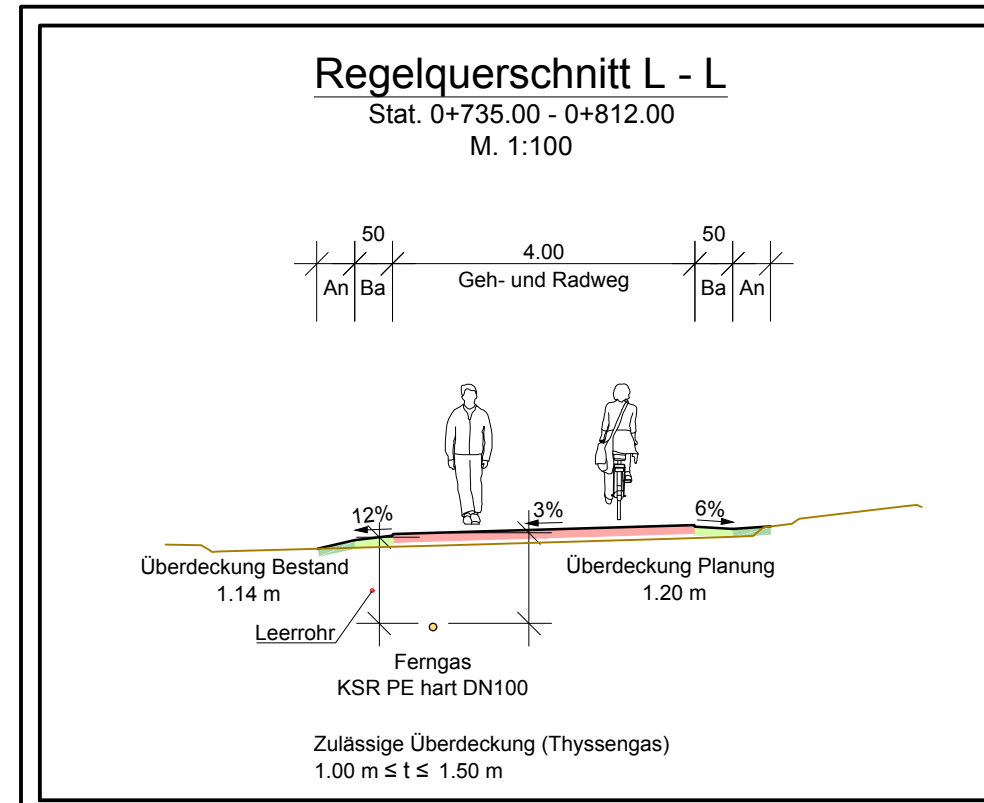 Regelquerschnitt L - L
Stat. 0+735.00 - 0+812.00
M. 1:100
50
4.00
50
An
Ba
Geh- und Radweg
Ba
An
12%
3%
6%
Überdeckung Bestand
1.14 m
Überdeckung Planung
1.20 m
Leerrohr
Ferngas
KSR PE hart DN100
Zulässige Überdeckung (Thyssengas)
1.00 m ≤ t ≤ 1.50 m